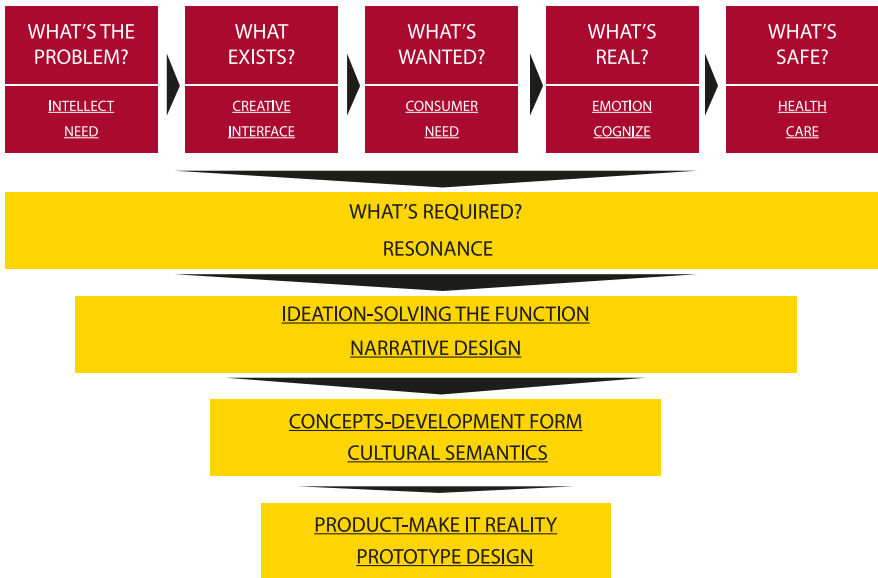 WHAT'S THE
PROBLEM?
INTELLECT
NEED
WHAT
EXISTS?
CREATIVE
INTERFACE
WHAT'S
WANTED?
CONSUMER
NEED
WHAT'S
REAL?
EMOTION
COGNIZE
WHAT'S
SAFE?
HEALTH
CARE
WHAT'S REQUIRED?
RESONANCE
IDEATION-SOLVING THE FUNCTION
NARRATIVE DESIGN
CONCEPTS-DEVELOPMENT FORM
CULTURAL SEMANTICS
PRODUCT-MAKE IT REALITY
PROTOTYPE DESIGN